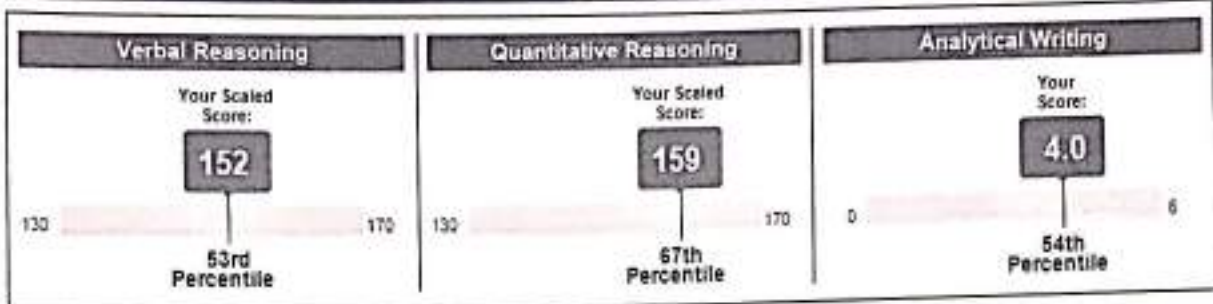 Verbal Reasoning
Your Scaled
Score:
152
130
170
53rd
Percentile
Quantitative Reasoning
Your Scaled
Score:
159
130
170
67th
Percentile
Analytical Writing
Your
Score:
4.0
0
6
54th
Percentile